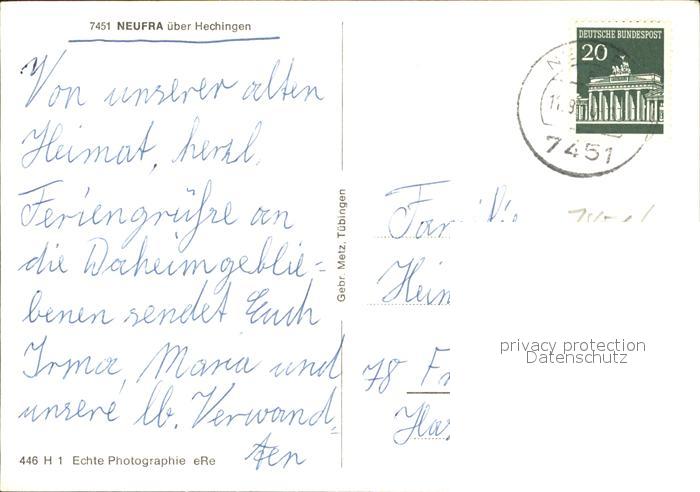 7451 NEUFRA über Hechingen
Von unserer alten
Heimat, herzl.
Feriengrüße an
die Daheimgeblie-
benen sendet Euch
Irma, Maria und
unsere lb. Verwand-
ten
446 H 1 Echte Photographie eRe
Gebr. Metz, Tübingen
DEUTSCHE BUNDESPOST
20
7451
78
privacy protection
Datenschutz